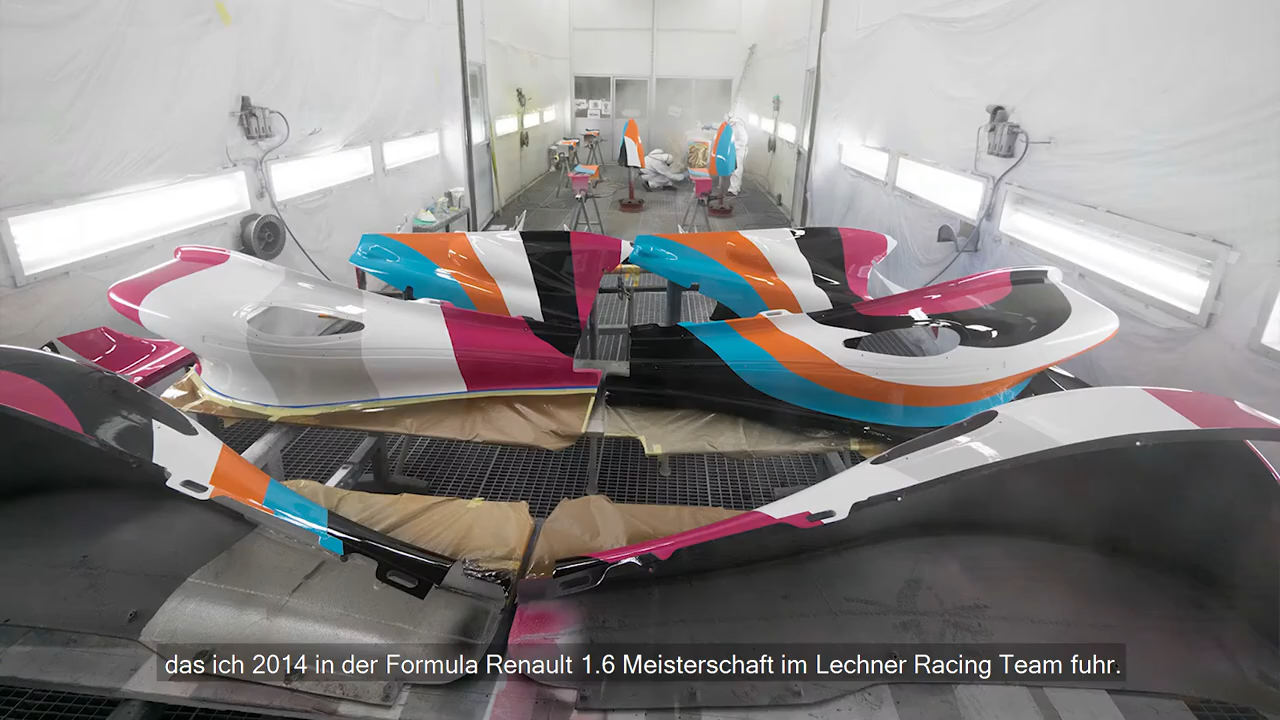 das ich 2014 in der Formula Renault 1.6 Meisterschaft im Lechner Racing Team fuhr.